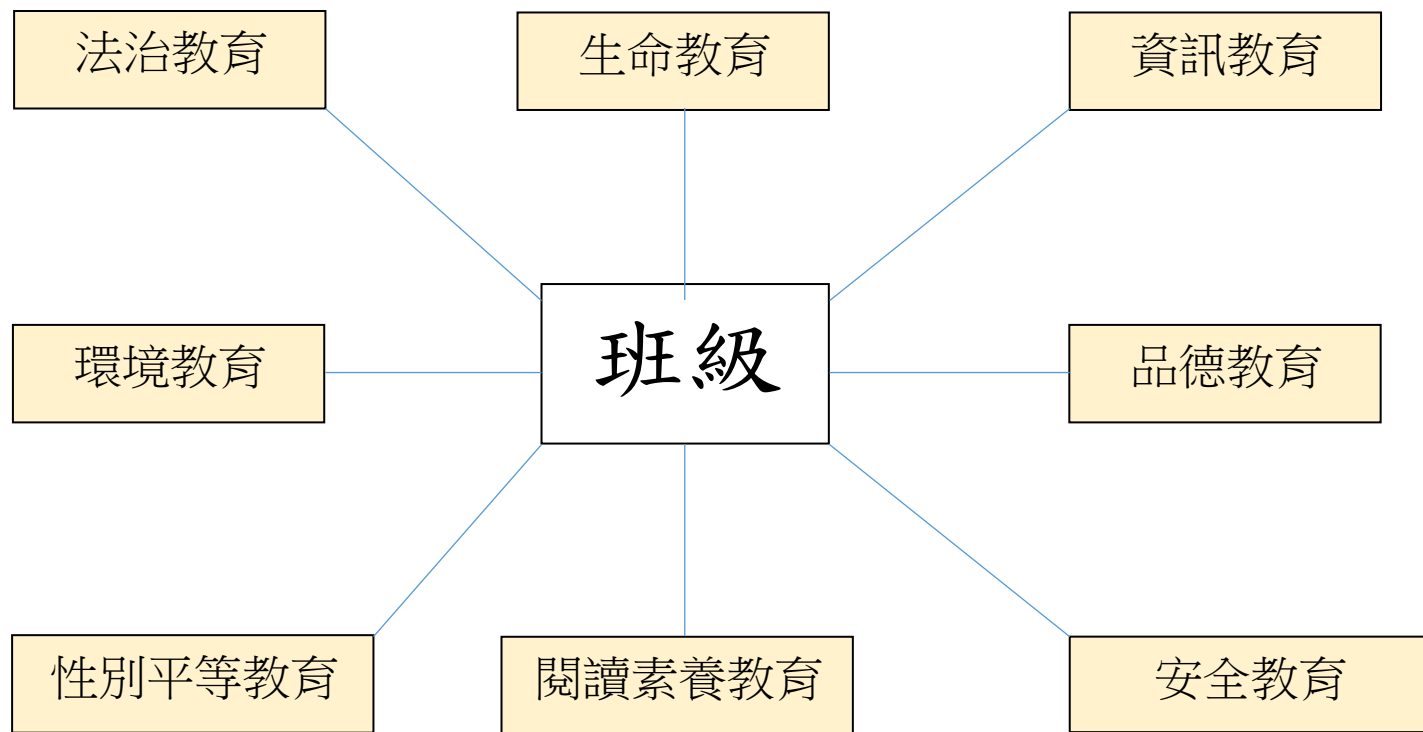 法治教育
生命教育
資訊教育
環境教育
班級
品德教育
性別平等教育
閱讀素養教育
安全教育